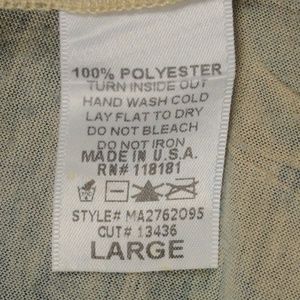 100% POLYESTER
TURN INSIDE OUT
HAND WASH COLD
LAY FLAT TO DRY
DO NOT BLEACH
DO NOT IRON
MADE IN U.S.A.
RN# 118181
STYLE# MA2762095
CUT# 13436
LARGE